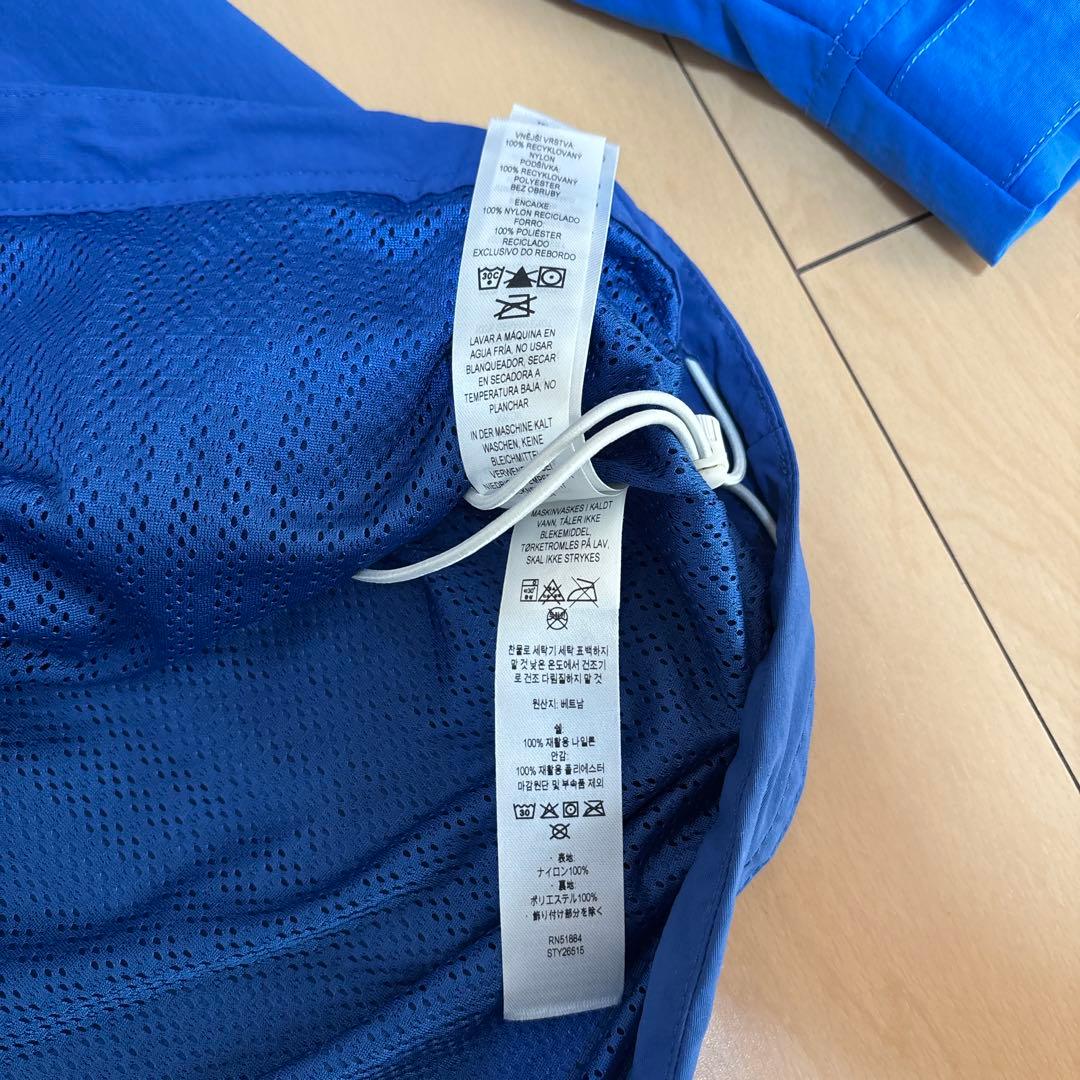 VNĚJŠÍ VRSTVA:
100% RECYKLOVANÝ
NYLON
PODŠÍVKA:
100% RECYKLOVANÝ
POLYESTER
BEZ OBRUBY
ENCAIXE:
100% NYLON RECICLADO
FORRO:
100% POLIÉSTER
RECICLADO
EXCLUSIVO DO REBORDO
30C
LAVAR A MÁQUINA EN
AGUA FRÍA, NO USAR
BLANQUEADOR, SECAR
EN SECADORA A
TEMPERATURA BAJA, NO
PLANCHAR
IN DER MASCHINE KALT
WASCHEN, KEINE
BLEICHMITTEL
MASKINVASKES I KALDT
VANN, TÅLER IKKE
BLEKEMIDDEL,
TØRKETROMLES PÅ LAV,
SKAL IKKE STRYKES
찬물로 세탁기 세탁 표백하지
말 것 낮은 온도에서 건조기
로 건조 다림질하지 말 것
원산지: 베트남
쉘:
100% 재활용 나일론
안감:
100% 재활용 폴리에스터
마감원단 및 부속품 제외
30
・表地:
ナイロン100%
・裏地:
ポリエステル100%
・飾り付け部分を除く
RN51884
STY26515